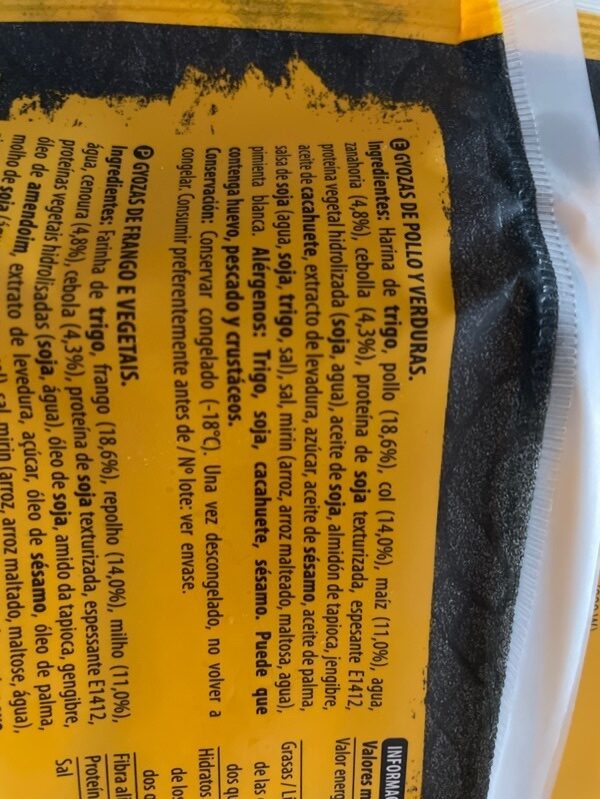 E GYOZAS DE POLLO Y VERDURAS.
Ingredientes: Harina de trigo, pollo (18,6%), col (14,0%), maíz (11,0%), agua,
zanahoria (4,8%), cebolla (4,3%), proteína de soja texturizada, espesante E1412,
proteína vegetal hidrolizada (soja, agua), aceite de soja, almidón de tapioca, jengibre,
aceite de cacahuete, extracto de levadura, azúcar, aceite de sésamo, aceite de palma,
salsa de soja (agua, soja, trigo, sal), sal, mirin (arroz, arroz malteado, maltosa, agua),
pimienta blanca. Alérgenos: Trigo, soja, cacahuete, sésamo. Puede que
contenga huevo, pescado y crustáceos.
Conservación: Conservar congelado (-18ºC). Una vez descongelado, no volver a
congelar. Consumir preferentemente antes de / Nº lote: ver envase.
P GYOZAS DE FRANGO E VEGETAIS.
Ingredientes: Farinha de trigo, frango (18,6%), repolho (14,0%), milho (11,0%),
água, cenoura (4,8%), cebola (4,3%), proteína de soja texturizada, espessante E1412,
proteínas vegetais hidrolisadas (soja, água), óleo de soja, amido da tapioca, gengibre,
óleo de amendoim, extrato de levedura, açúcar, óleo de sésamo, óleo de palma,
molho de soja sal, mirin (arroz, arroz maltado, maltose, água),
INFORMAC
Valores m
Valor energ
Grasas / Li
de las
dos qu
Hidratos
de los
dos q
Fibra ali
Proteín
Sal